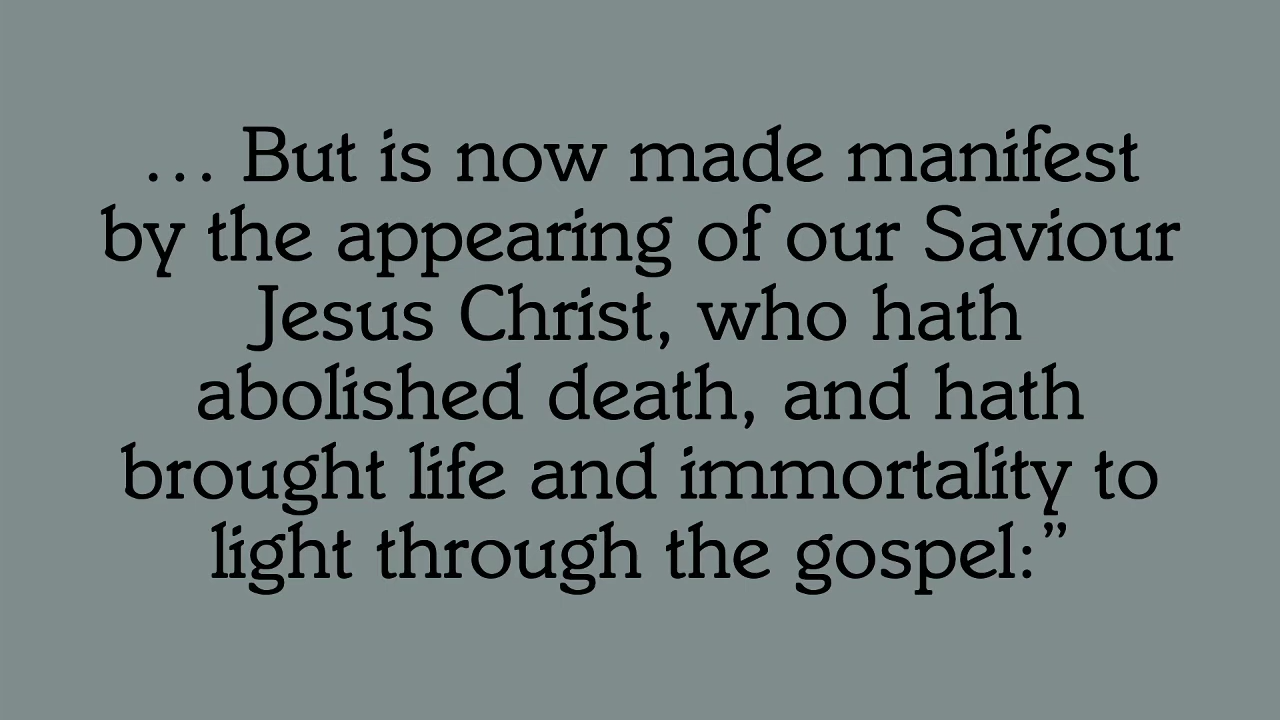 … But is now made manifest
by the appearing of our Saviour
Jesus Christ, who hath
abolished death, and hath
brought life and immortality to
light through the gospel:”